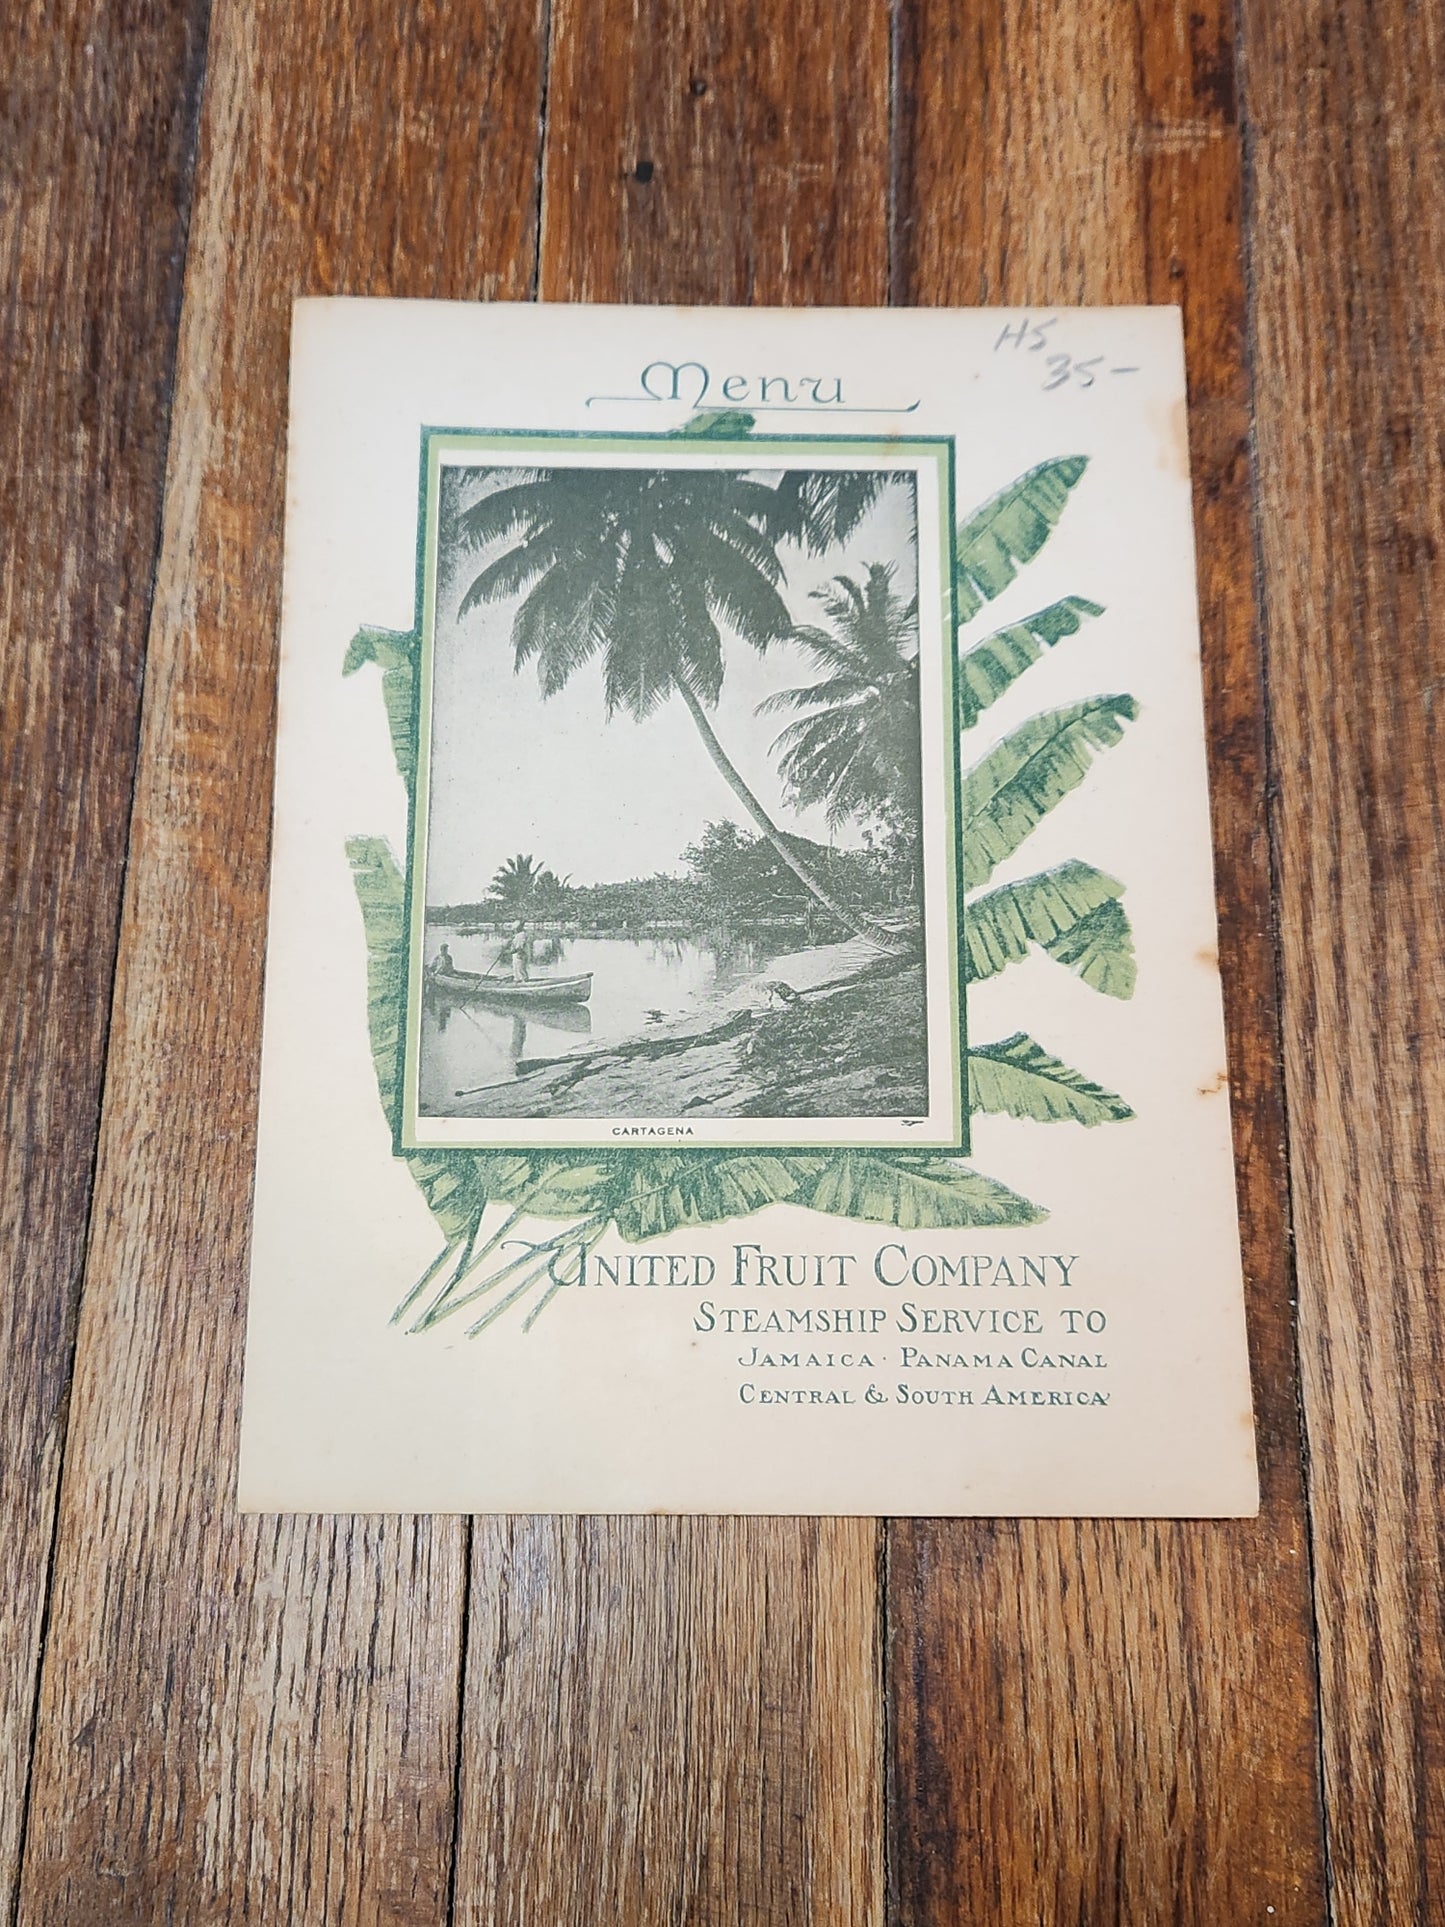 HS
35-
Menu
CARTAGENA
UNITED FRUIT COMPANY
STEAMSHIP SERVICE TO
JAMAICA · PANAMA CANAL
CENTRAL & SOUTH AMERICA